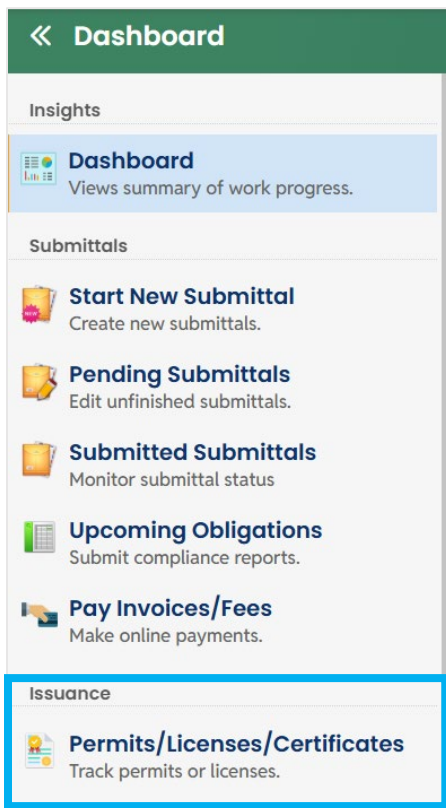 « Dashboard
Insights
Dashboard
Views summary of work progress.
Submittals
NEW
Start New Submittal
Create new submittals.
Pending Submittals
Edit unfinished submittals.
Submitted Submittals
Monitor submittal status
Upcoming Obligations
Submit compliance reports.
Pay Invoices/Fees
Make online payments.
Issuance
Permits/Licenses/Certificates
Track permits or licenses.